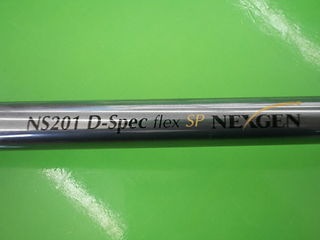 NS201 D-Spec flex SP NEXGEN